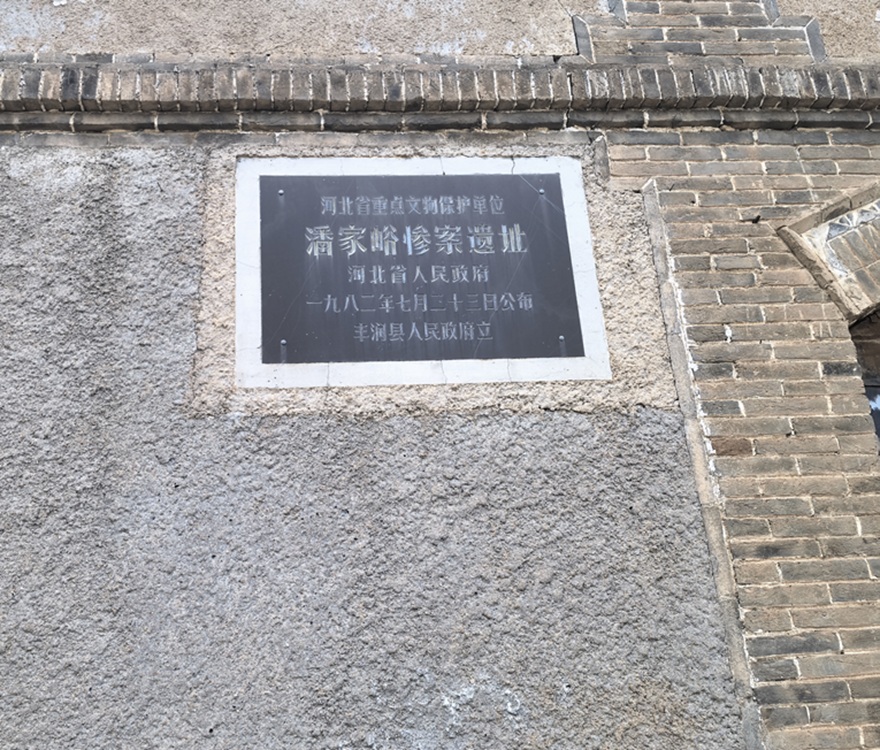 河北省重点文物保护单位
潘家峪惨案遗址
河北省人民政府
一九八二年七月二十三日公布
丰润县人民政府立